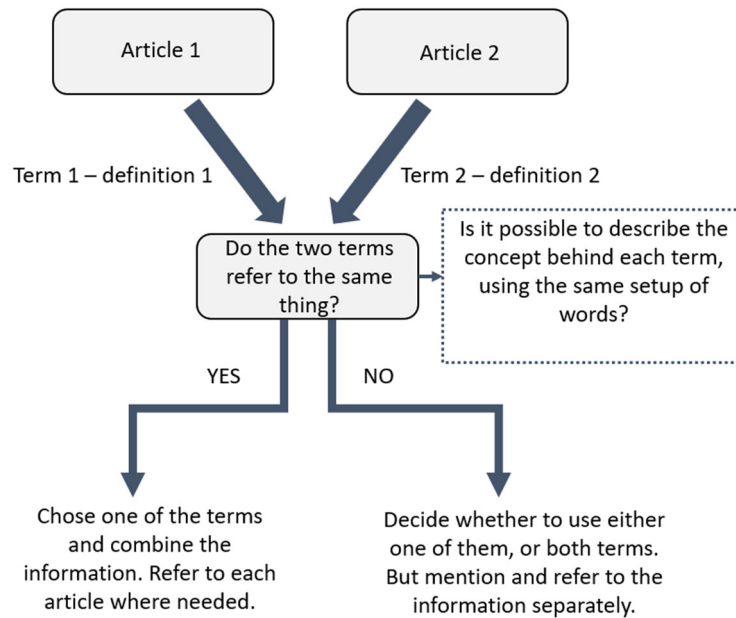 Article 1
Article 2
Term 1 – definition 1
Term 2 – definition 2
Do the two terms
refer to the same
thing?
Is it possible to describe the
concept behind each term,
using the same setup of
words?
YES
NO
Chose one of the terms
and combine the
information. Refer to each
article where needed.
Decide whether to use either
one of them, or both terms.
But mention and refer to the
information separately.